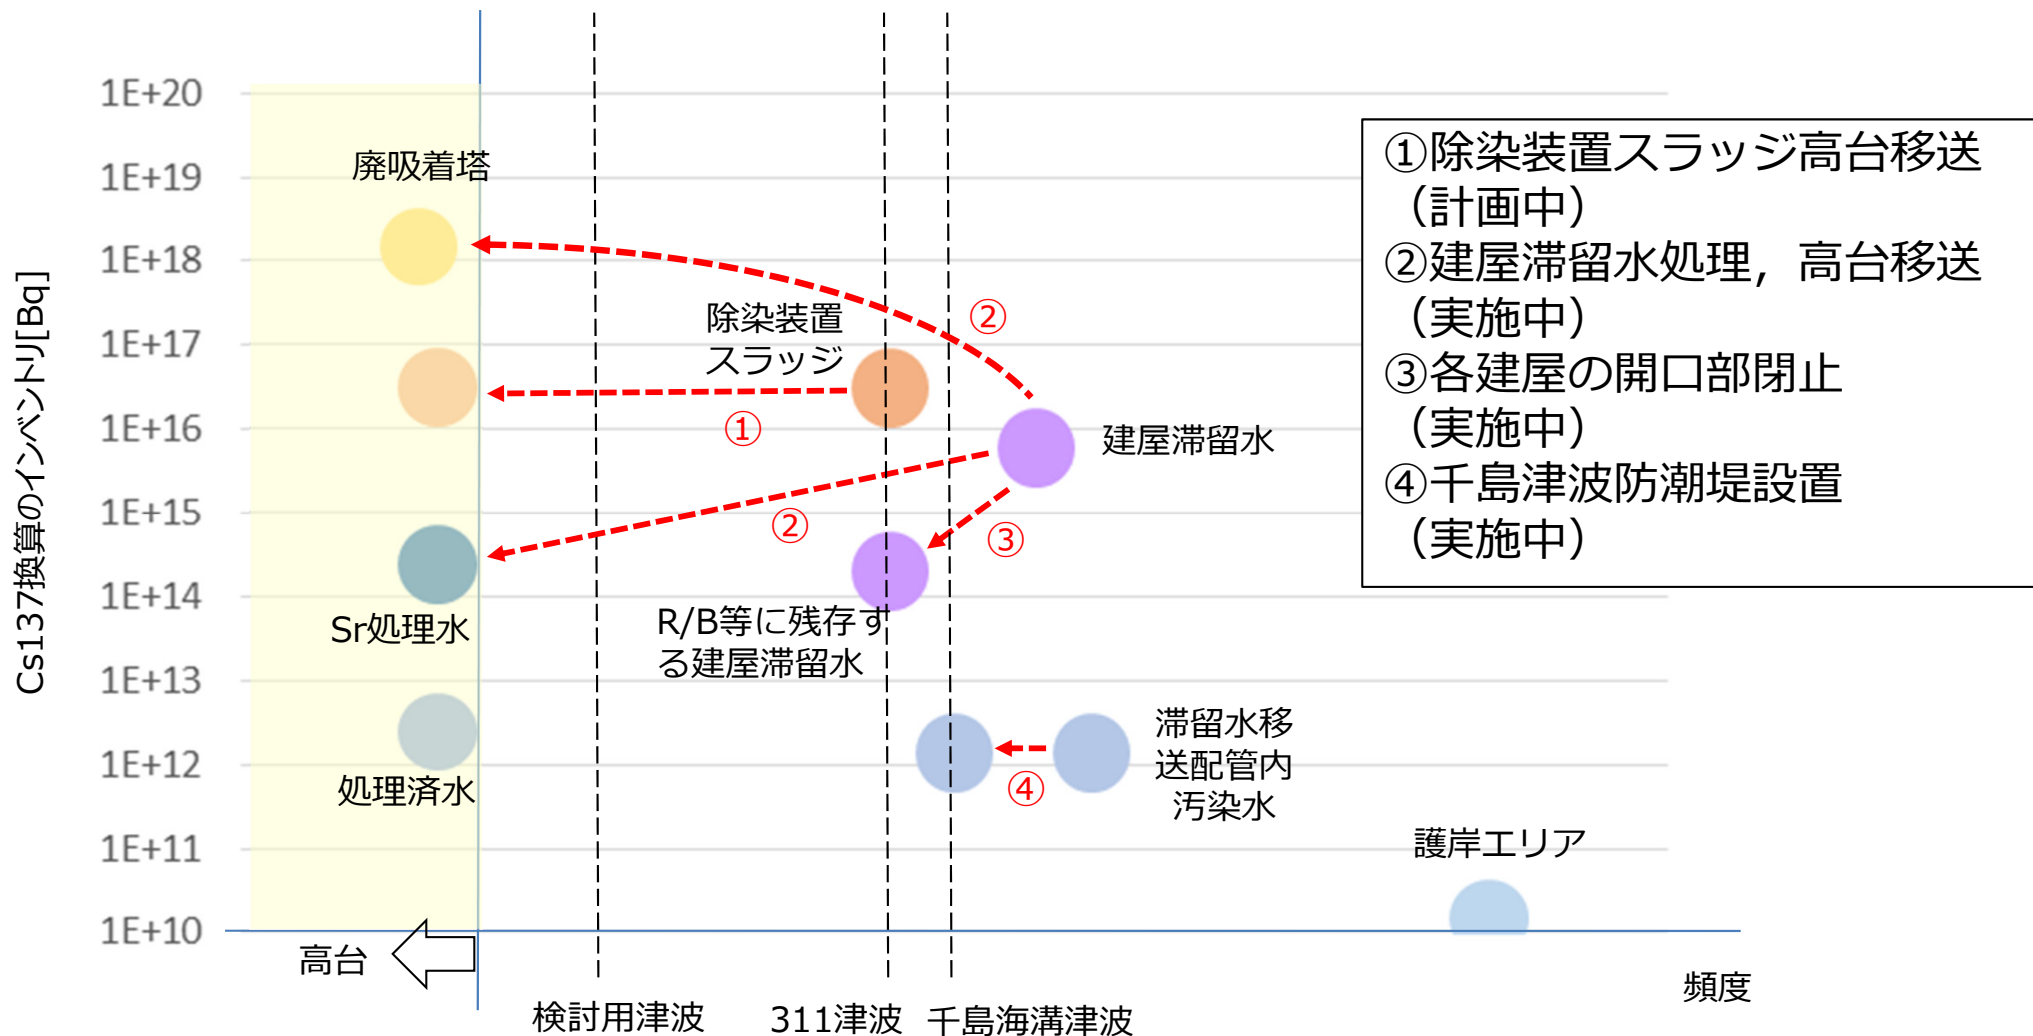 Cs137換算のインベントリ[Bq]
1E+20
1E+19
1E+18
1E+17
1E+16
1E+15
1E+14
1E+13
1E+12
1E+11
1E+10
廃吸着塔
除染装置
スラッジ
②
①
建屋滞留水
②
③
Sr処理水
R/B等に残存す
る建屋滞留水
処理済水
滞留水移
送配管内
汚染水
④
護岸エリア
高台
検討用津波
311津波
千島海溝津波
頻度
①除染装置スラッジ高台移送
（計画中）
②建屋滞留水処理，高台移送
（実施中）
③各建屋の開口部閉止
（実施中）
④千島津波防潮堤設置
（実施中）